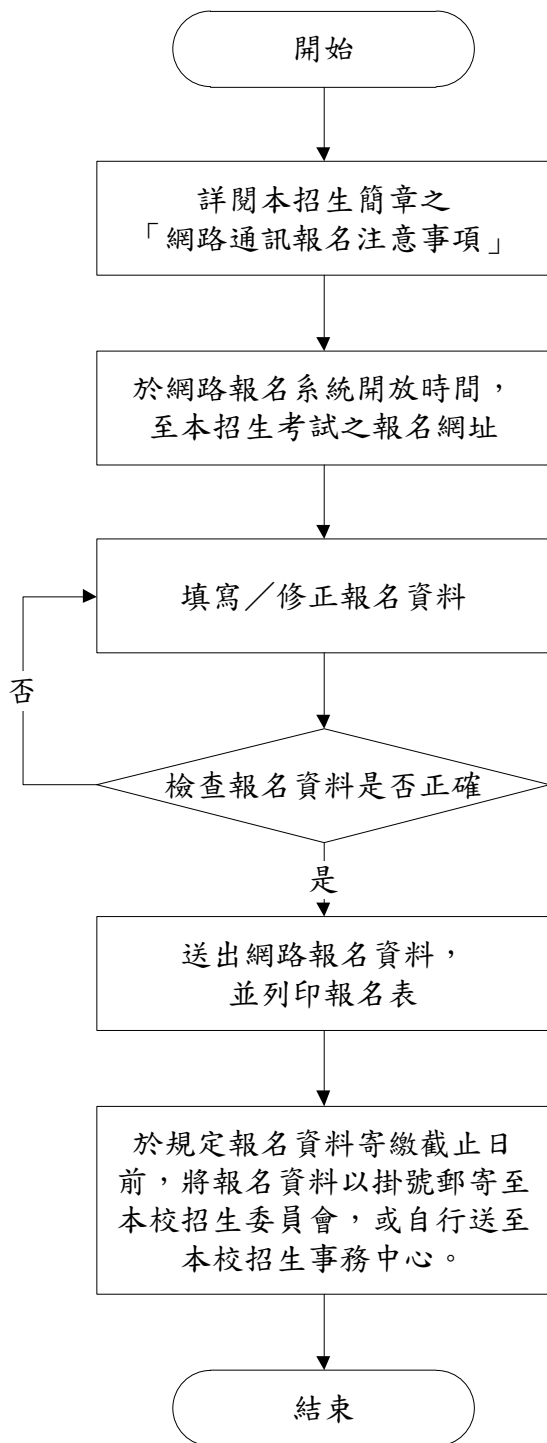 開始
詳閱本招生簡章之
「網路通訊報名注意事項」
於網路報名系統開放時間，
至本招生考試之報名網址
填寫／修正報名資料
否
檢查報名資料是否正確
是
送出網路報名資料，
並列印報名表
於規定報名資料寄繳截止日
前，將報名資料以掛號郵寄至
本校招生委員會，或自行送至
本校招生事務中心。
結束